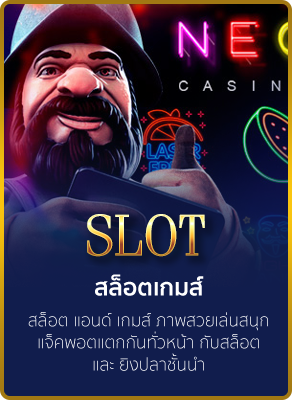 NEO
CASIN
LASER
FRUIT
SLOT
สล็อตเกมส์
สล็อต แอนด์ เกมส์ ภาพสวยเล่นสนุก
แจ็คพอตแตกกันทั่วหน้า กับสล็อต
และ ยิงปลาชั้นนำ